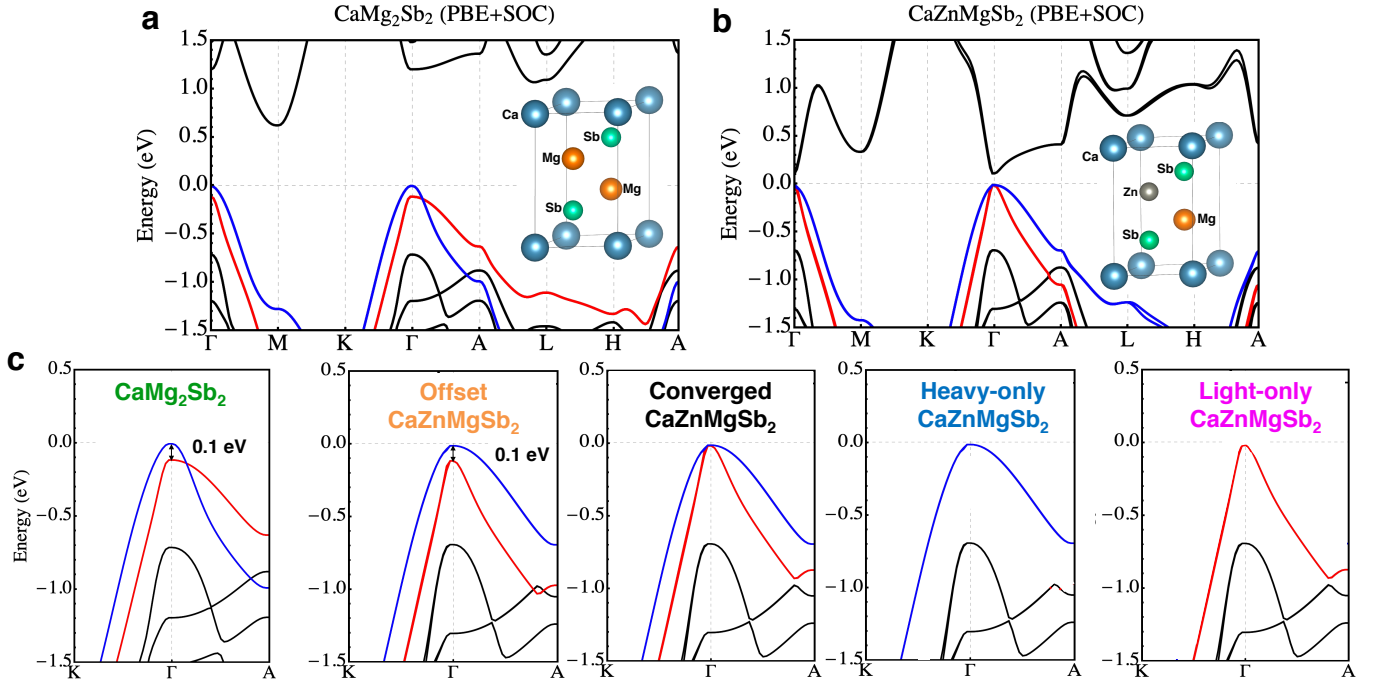 a
CaMg₂Sb₂ (PBE+SOC)
Energy (eV)
1.5
1.0
0.5
0.0
−0.5
−1.0
−1.5
Γ M K Γ A L H A
Ca
Sb
Mg
Mg
Sb
b
CaZnMgSb₂ (PBE+SOC)
Energy (eV)
1.5
1.0
0.5
0.0
−0.5
−1.0
−1.5
Γ M K Γ A L H A
Ca
Sb
Zn
Mg
Sb
c
Energy (eV)
0.5
0.0
−0.5
−1.0
−1.5
CaMg₂Sb₂
0.1 eV
K Γ A
0.5
0.0
−0.5
−1.0
−1.5
Offset
CaZnMgSb₂
0.1 eV
K Γ A
0.5
0.0
−0.5
−1.0
−1.5
Converged
CaZnMgSb₂
K Γ A
0.5
0.0
−0.5
−1.0
−1.5
Heavy-only
CaZnMgSb₂
K Γ A
0.5
0.0
−0.5
−1.0
−1.5
Light-only
CaZnMgSb₂
K Γ A